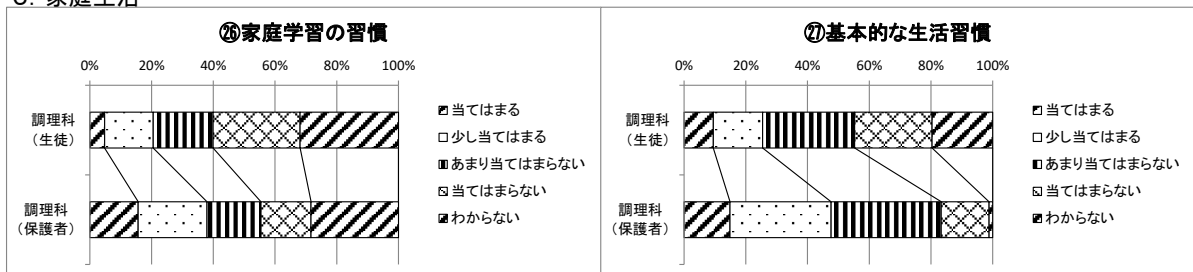 ㉖家庭学習の習慣
0% 20% 40% 60% 80% 100%
調理科
（生徒）
調理科
（保護者）
当てはまる
少し当てはまる
あまり当てはまらない
当てはまらない
わからない
㉗基本的な生活習慣
0% 20% 40% 60% 80% 100%
調理科
（生徒）
調理科
（保護者）
当てはまる
少し当てはまる
あまり当てはまらない
当てはまらない
わからない